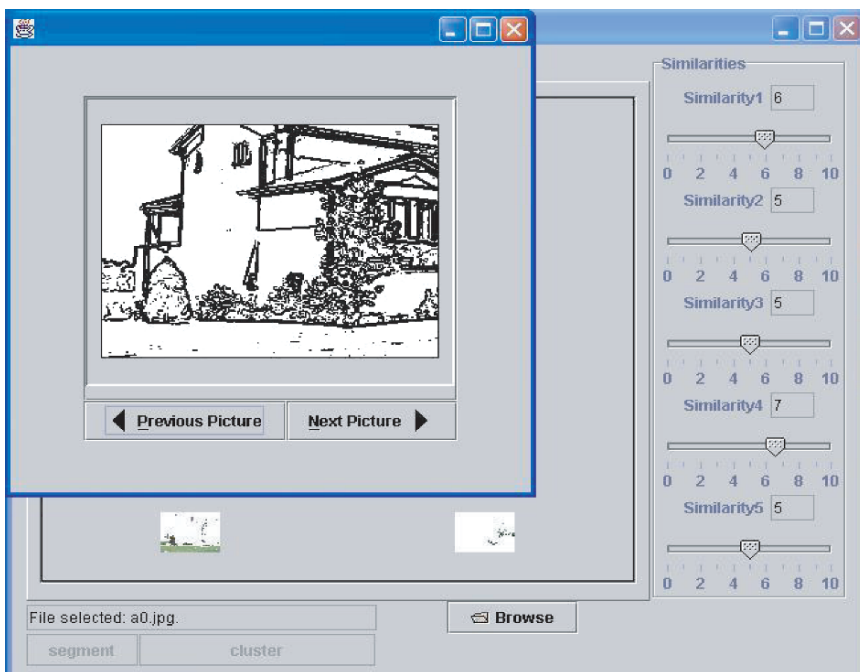 Similarities
Similarity1 6
0 2 4 6 8 10
Similarity2 5
0 2 4 6 8 10
Similarity3 5
0 2 4 6 8 10
Similarity4 7
0 2 4 6 8 10
Similarity5 5
0 2 4 6 8 10
Previous Picture
Next Picture
File selected: a0.jpg.
Browse
segment
cluster